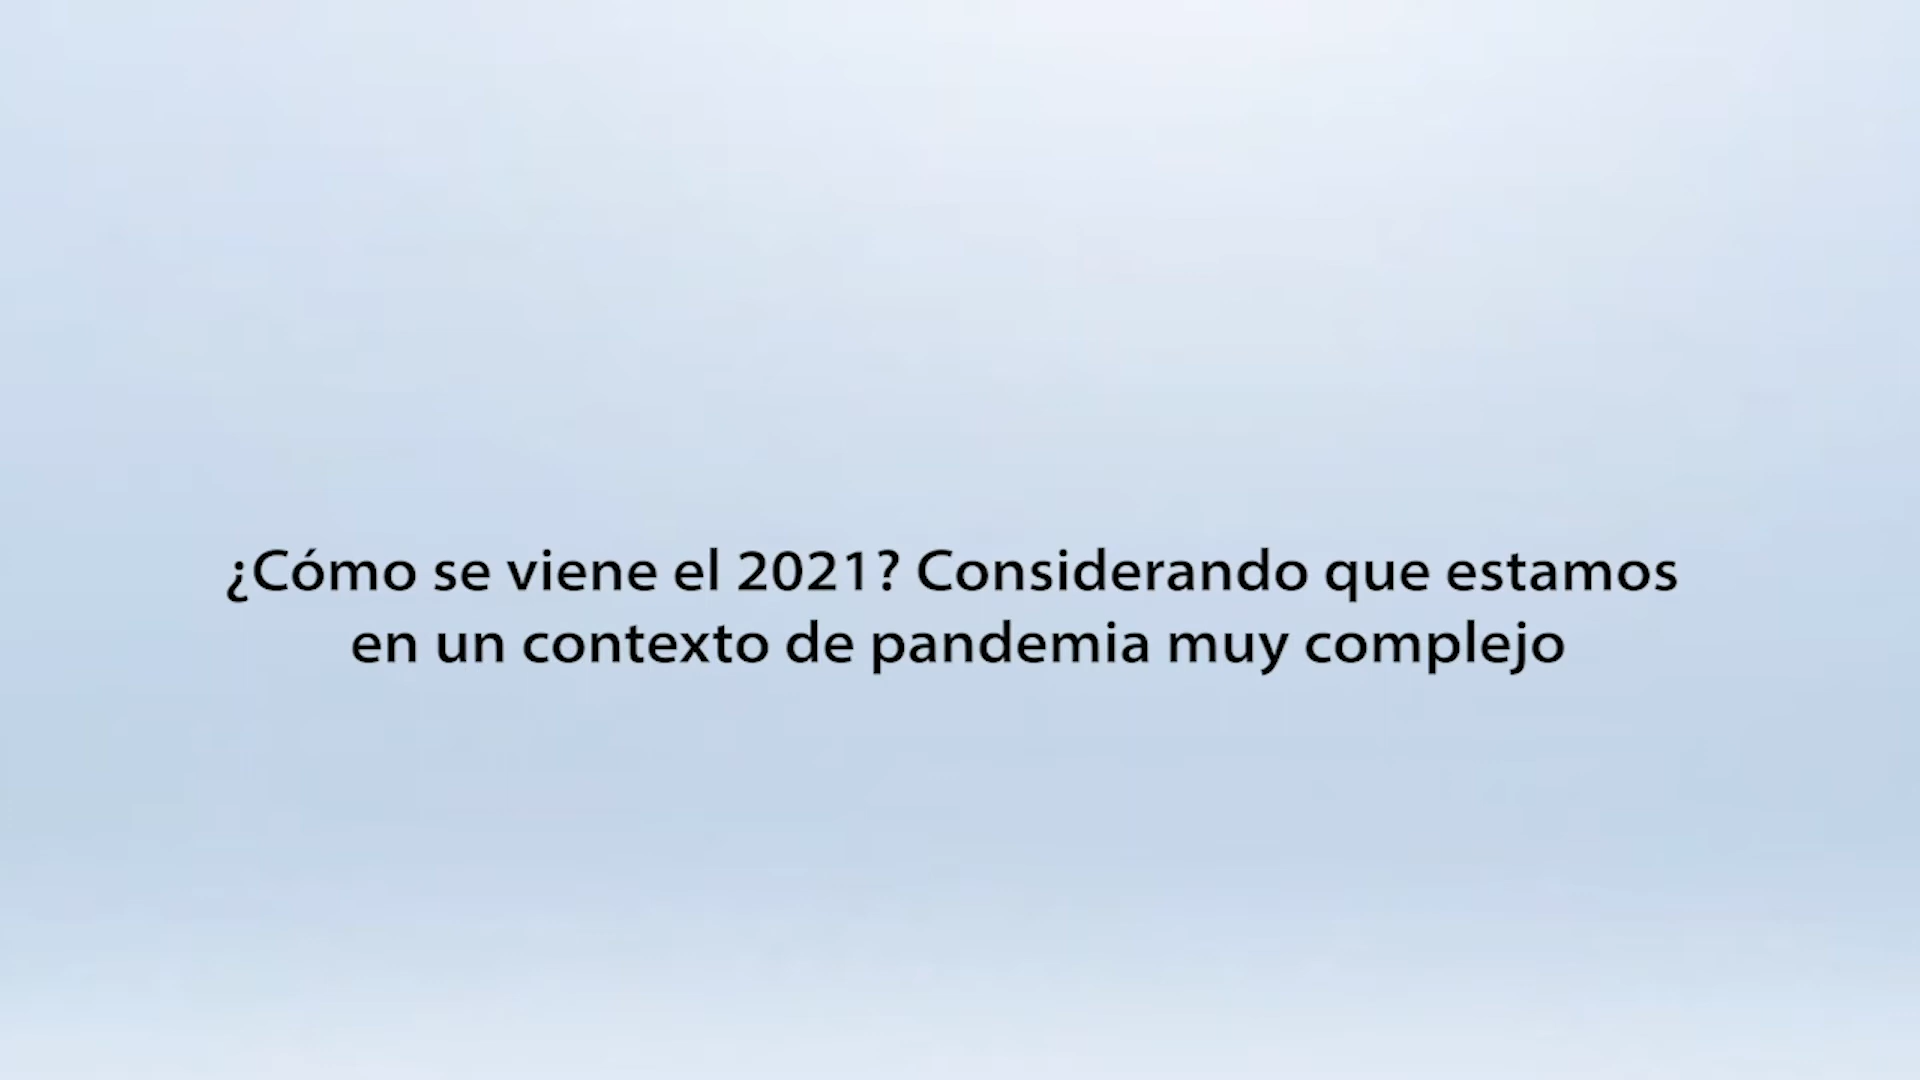 ¿Cómo se viene el 2021? Considerando que estamos
en un contexto de pandemia muy complejo